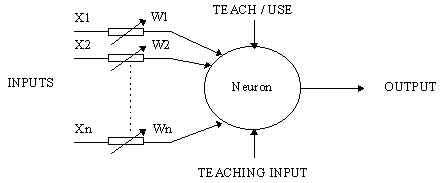 TEACH / USE
X1 W1
X2 W2
INPUTS
Neuron
OUTPUT
Xn Wn
TEACHING INPUT